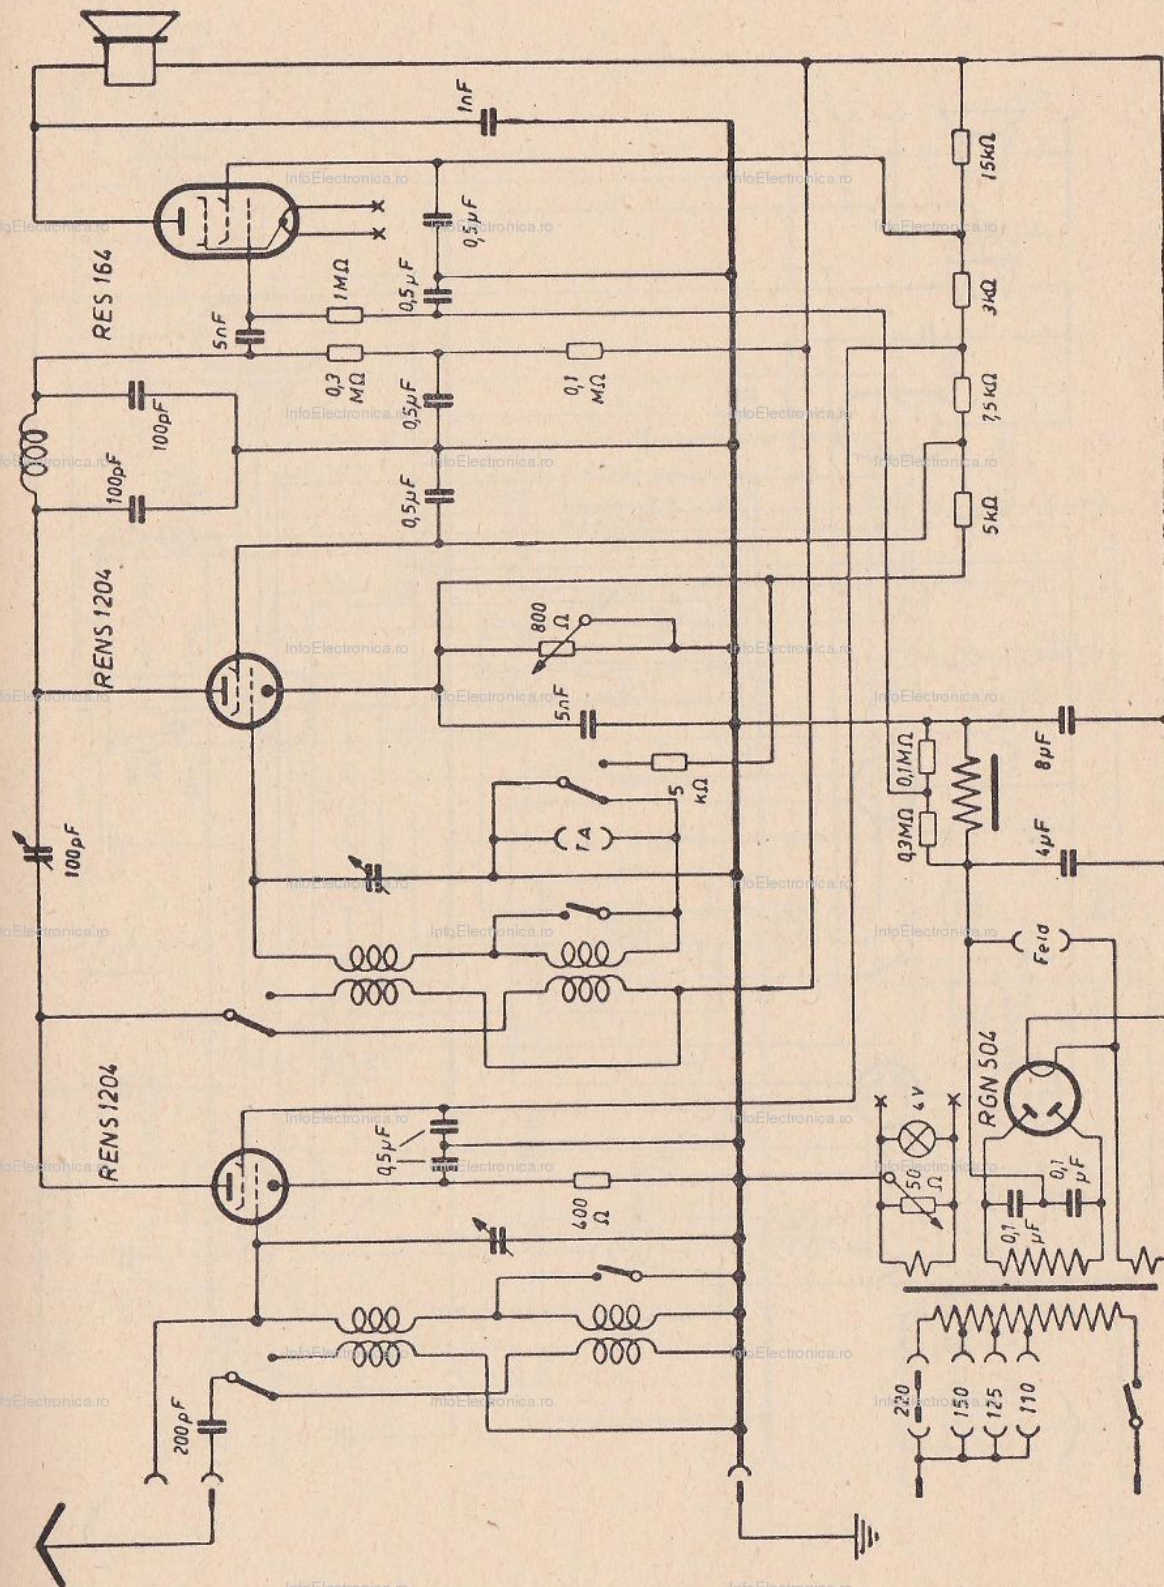 1nF
15kΩ
0,5µF
RES 164
1MΩ
0,5µF
3kΩ
5nF
0,3
MΩ
0,1
MΩ
0,5µF
7,5kΩ
100pF
100pF
0,5µF
5kΩ
RENS 1204
800
Ω
5nF
0,1MΩ
8µF
5
kΩ
100pF
TA
0,3MΩ
4µF
Feld
RGN 504
RENS 1204
0,5µF
4V
400
Ω
50
Ω
0,1
µF
0,1
µF
200pF
220
150
125
110
InfoElectronica.ro